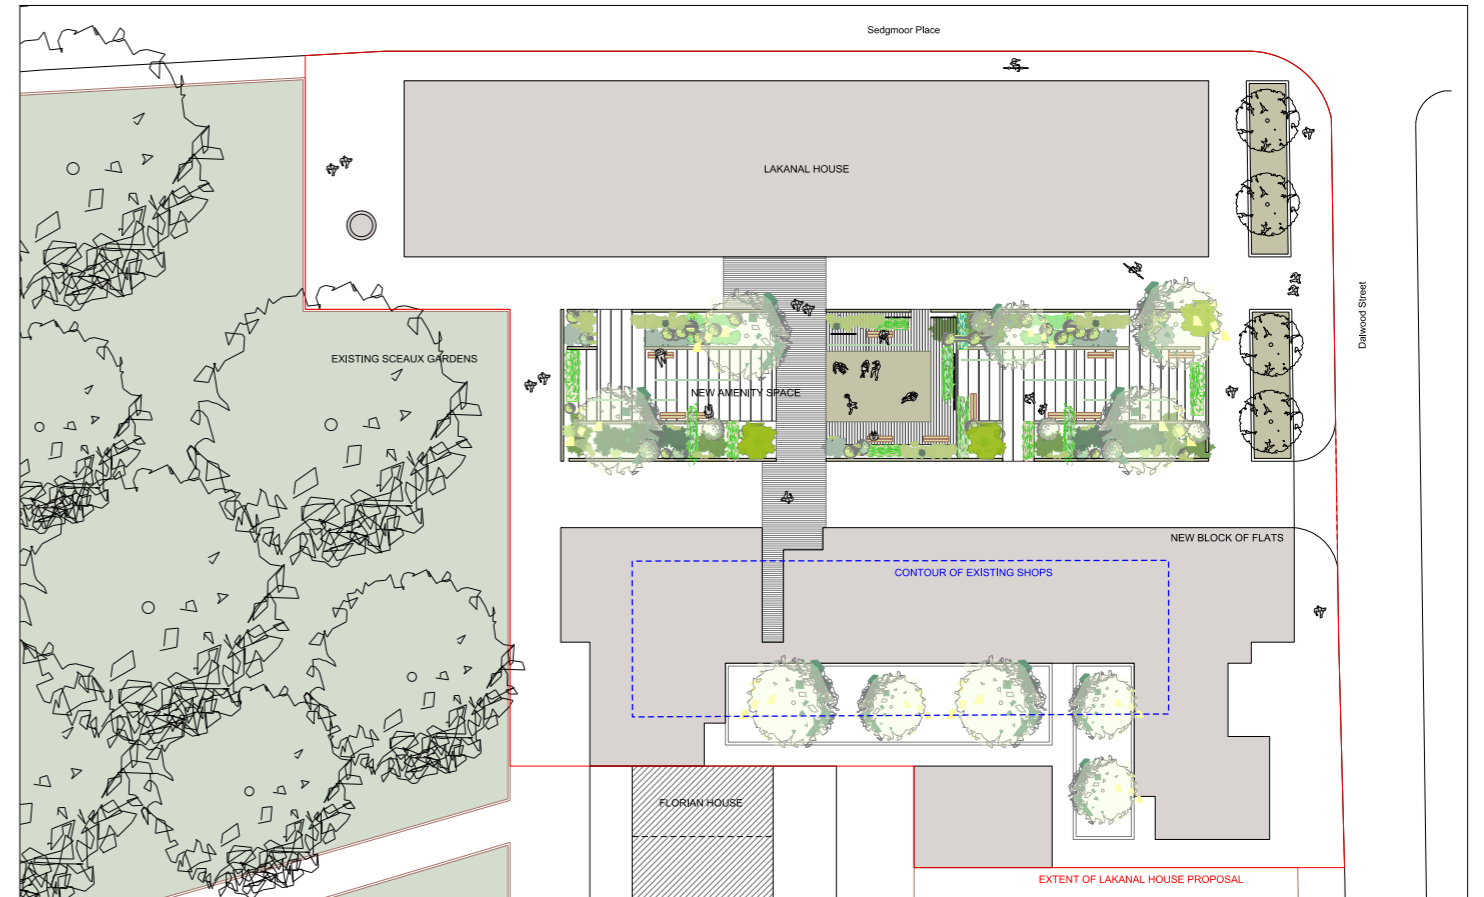 Sedgmoor Place
LAKANAL HOUSE
Dalwood Street
EXISTING SCEAUX GARDENS
NEW AMENITY SPACE
NEW BLOCK OF FLATS
CONTOUR OF EXISTING SHOPS
FLORIAN HOUSE
EXTENT OF LAKANAL HOUSE PROPOSAL